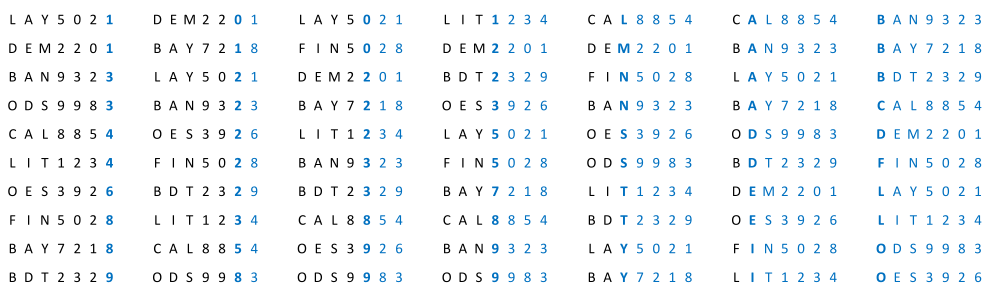 LAY5021 DEM2201 LAY5021 LIT1234 CAL8854 CAL8854 BAN9323
DEM2201 BAY7218 FIN5028 DEM2201 DEM2201 BAN9323 BAY7218
BAN9323 LAY5021 DEM2201 BDT2329 FIN5028 LAY5021 BDT2329
ODS9983 BAN9323 BAY7218 OES3926 BAN9323 BAY7218 CAL8854
CAL8854 OES3926 LIT1234 LAY5021 OES3926 ODS9983 DEM2201
LIT1234 FIN5028 BAN9323 FIN5028 ODS9983 BDT2329 FIN5028
OES3926 BDT2329 BDT2329 BAY7218 LIT1234 DEM2201 LAY5021
FIN5028 LIT1234 CAL8854 CAL8854 BDT2329 OES3926 LIT1234
BAY7218 CAL8854 OES3926 BAN9323 LAY5021 FIN5028 ODS9983
BDT2329 ODS9983 ODS9983 ODS9983 BAY7218 LIT1234 OES3926